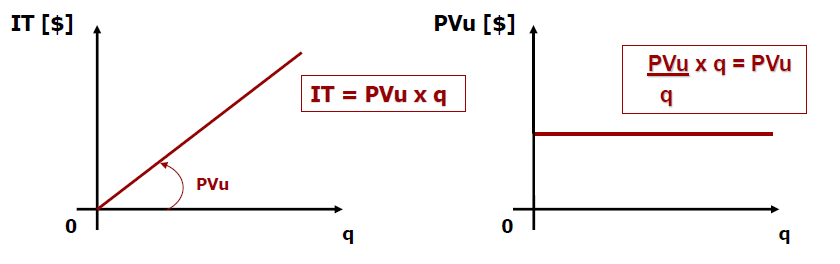 IT [$]
IT = PVu x q
PVu
0
q
PVu [$]
PVu x q = PVu
q
0
q